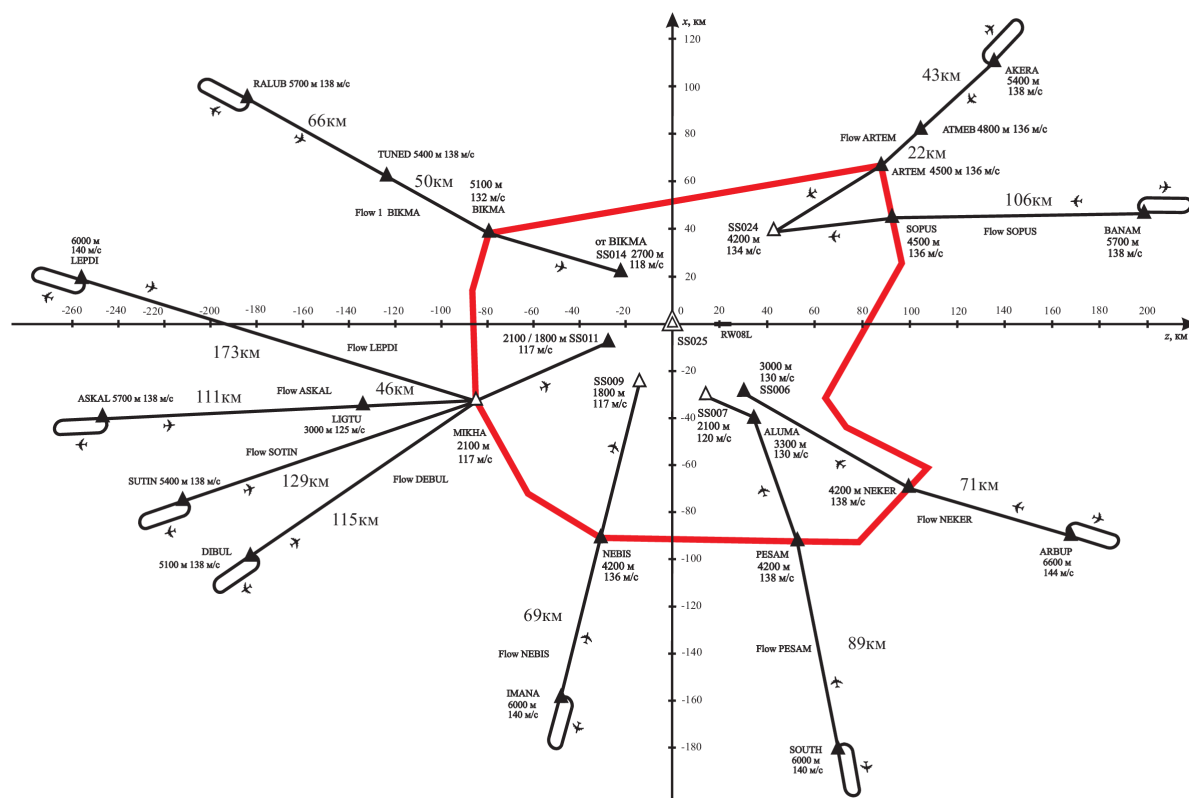 x, км
120
100
80
60
40
20
0
-20
-40
-60
-80
-100
-120
-140
-160
-180
-260
-240
-220
-200
-180
-160
-140
-120
-100
-80
-60
-40
-20
20
40
60
80
100
120
140
160
180
200
z, км
RALUB 5700 м 138 м/с
66км
TUNED 5400 м 138 м/с
50км
Flow 1 BIKMA
5100 м
132 м/с
BIKMA
от BIKMA
SS014 2700 м
118 м/с
43км
AKERA
5400 м
138 м/с
Flow ARTEM
ATMEB 4800 м 136 м/с
22км
ARTEM 4500 м 136 м/с
106км
SS024
4200 м
134 м/с
SOPUS
4500 м
136 м/с
Flow SOPUS
BANAM
5700 м
138 м/с
6000 м
140 м/с
LEPDI
173км
Flow LEPDI
2100 / 1800 м SS011
117 м/с
SS025
RW08L
Flow ASKAL
46км
ASKAL 5700 м 138 м/с
111км
LIGTU
3000 м 125 м/с
MIKHA
2100 м
117 м/с
SS009
1800 м
117 м/с
SS007
2100 м
120 м/с
3000 м
130 м/с
SS006
ALUMA
3300 м
130 м/с
Flow SOTIN
SUTIN 5400 м 138 м/с
129км
Flow DEBUL
115км
DIBUL
5100 м 138 м/с
4200 м NEKER
138 м/с
71км
Flow NEKER
ARBUP
6600 м
144 м/с
NEBIS
4200 м
136 м/с
PESAM
4200 м
138 м/с
69км
Flow NEBIS
Flow PESAM
89км
IMANA
6000 м
140 м/с
SOUTH
6000 м
140 м/с